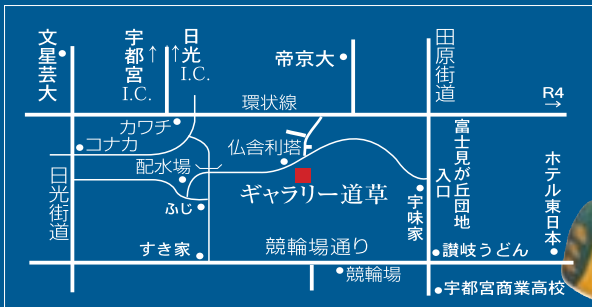 文星芸大
宇都宮I.C.
↑
日光I.C.
↑
帝京大
田原街道
R4
→
環状線
カワチ
コナカ
配水場
仏舎利塔
富士見が丘団地入口
ホテル東日本
日光街道
ふじ
ギャラリー道草
宇味家
すき家
競輪場通り
讃岐うどん
競輪場
宇都宮商業高校